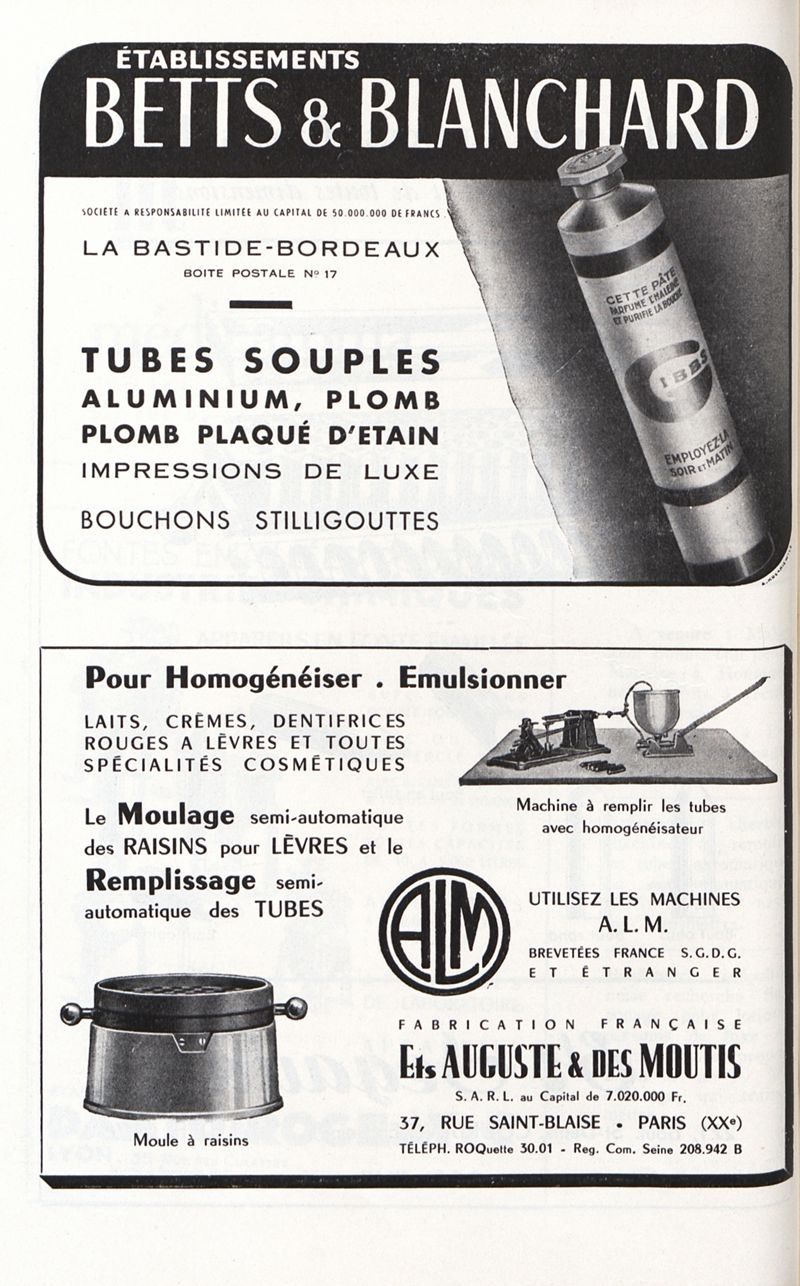 ÉTABLISSEMENTS
BETTS & BLANCHARD
SOCIÉTÉ A RESPONSABILITÉ LIMITÉE AU CAPITAL DE 50.000.000 DE FRANCS
LA BASTIDE-BORDEAUX
BOITE POSTALE Nº 17
TUBES SOUPLES
ALUMINIUM, PLOMB
PLOMB PLAQUÉ D'ETAIN
IMPRESSIONS DE LUXE
BOUCHONS STILLIGOUTTES
CETTE PÂTE
PARFUME L'HALEINE
ET PURIFIE LA BOUCHE
IBBS
EMPLOYEZ-LA
SOIR ET MATIN
Pour Homogénéiser . Emulsionner
LAITS, CRÈMES, DENTIFRICES
ROUGES A LÈVRES ET TOUTES
SPÉCIALITÉS COSMÉTIQUES
Le Moulage semi-automatique
des RAISINS pour LÈVRES et le
Remplissage semi-
automatique des TUBES
Machine à remplir les tubes
avec homogénéisateur
ALM
UTILISEZ LES MACHINES
A. L. M.
BREVETÉES FRANCE S.G.D.G.
ET ÉTRANGER
Moule à raisins
FABRICATION FRANÇAISE
Ets AUGUSTE & DES MOUTIS
S. A. R. L. au Capital de 7.020.000 Fr.
37, RUE SAINT-BLAISE • PARIS (XXe)
TÉLÉPH. ROQuette 30.01 - Reg. Com. Seine 208.942 B